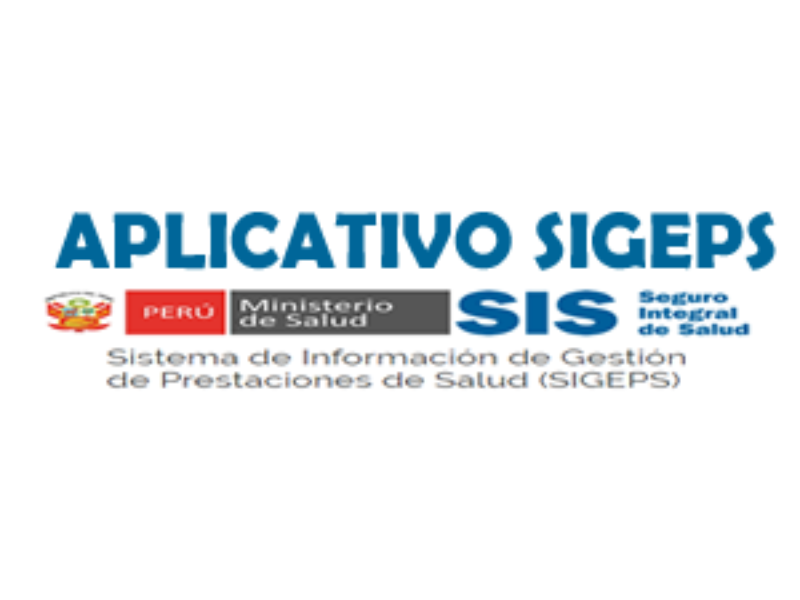 APLICATIVO SIGEPS
PERÚ
Ministerio
de Salud
SIS
Seguro
Integral
de Salud
Sistema de Información de Gestión
de Prestaciones de Salud (SIGEPS)